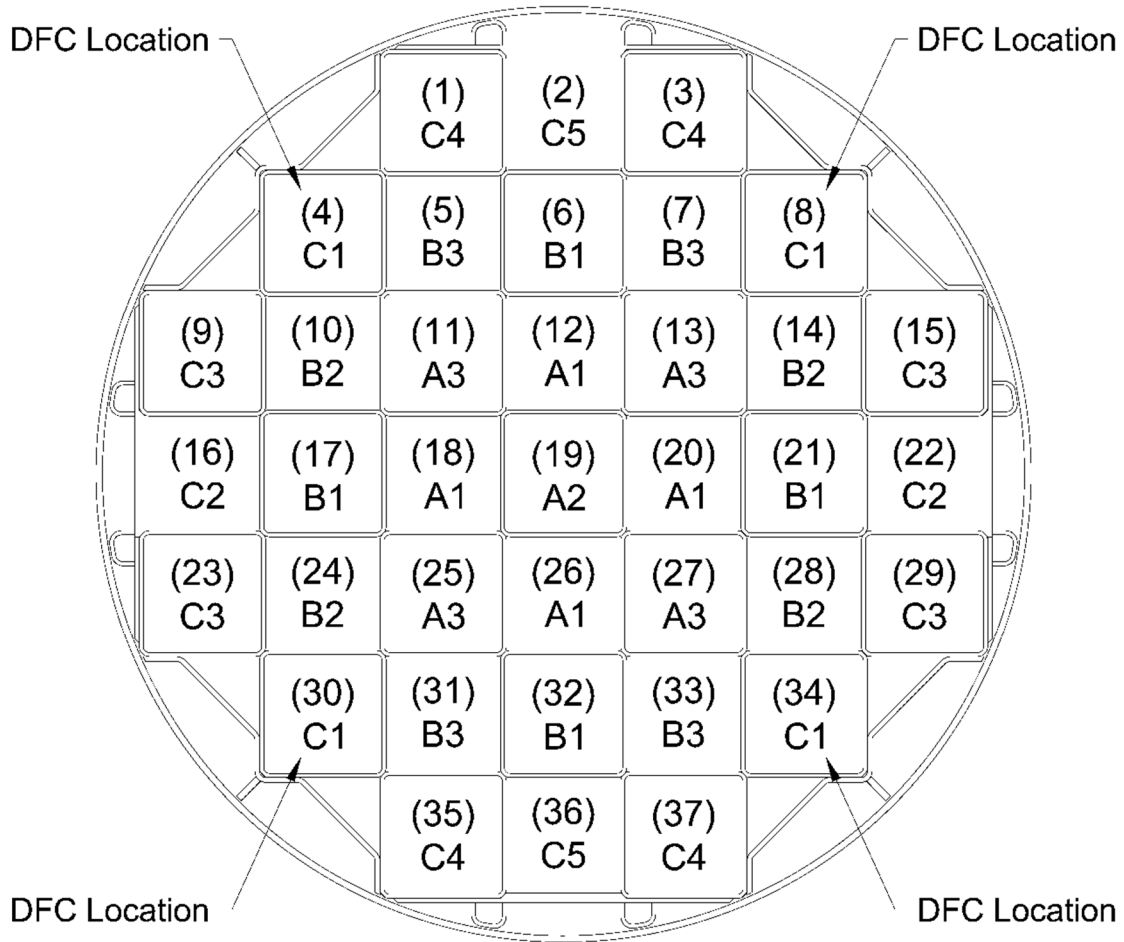 DFC Location
DFC Location
(1) (2) (3)
C4 C5 C4
(4) (5) (6) (7) (8)
C1 B3 B1 B3 C1
(9) (10) (11) (12) (13) (14) (15)
C3 B2 A3 A1 A3 B2 C3
(16) (17) (18) (19) (20) (21) (22)
C2 B1 A1 A2 A1 B1 C2
(23) (24) (25) (26) (27) (28) (29)
C3 B2 A3 A1 A3 B2 C3
(30) (31) (32) (33) (34)
C1 B3 B1 B3 C1
(35) (36) (37)
C4 C5 C4
DFC Location
DFC Location